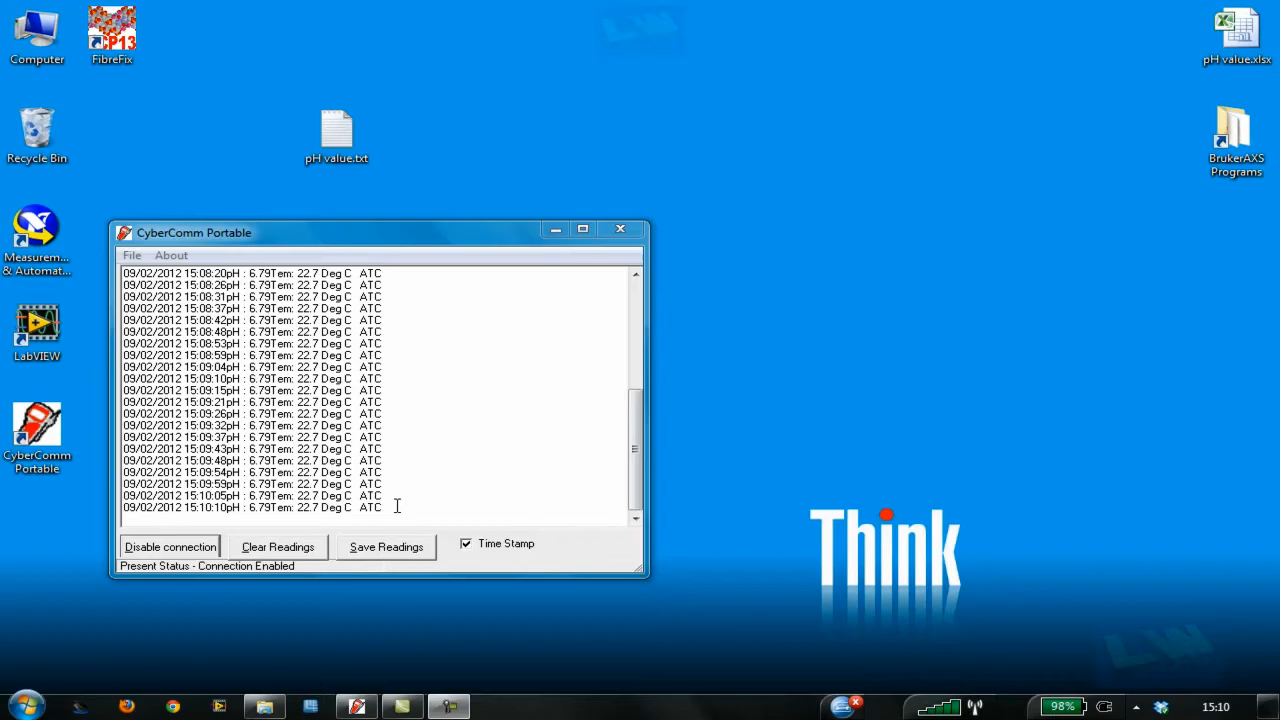 Computer
CP13
FibreFix
pH value.xlsx
Recycle Bin
pH value.txt
BrukerAXS
Programs
Measurem...
& Automat...
LabVIEW
CyberComm
Portable
CyberComm Portable
File About
09/02/2012 15:08:20pH : 6.79Tem: 22.7 Deg C ATC
09/02/2012 15:08:26pH : 6.79Tem: 22.7 Deg C ATC
09/02/2012 15:08:31pH : 6.79Tem: 22.7 Deg C ATC
09/02/2012 15:08:37pH : 6.79Tem: 22.7 Deg C ATC
09/02/2012 15:08:42pH : 6.79Tem: 22.7 Deg C ATC
09/02/2012 15:08:48pH : 6.79Tem: 22.7 Deg C ATC
09/02/2012 15:08:53pH : 6.79Tem: 22.7 Deg C ATC
09/02/2012 15:08:59pH : 6.79Tem: 22.7 Deg C ATC
09/02/2012 15:09:04pH : 6.79Tem: 22.7 Deg C ATC
09/02/2012 15:09:10pH : 6.79Tem: 22.7 Deg C ATC
09/02/2012 15:09:15pH : 6.79Tem: 22.7 Deg C ATC
09/02/2012 15:09:21pH : 6.79Tem: 22.7 Deg C ATC
09/02/2012 15:09:26pH : 6.79Tem: 22.7 Deg C ATC
09/02/2012 15:09:32pH : 6.79Tem: 22.7 Deg C ATC
09/02/2012 15:09:37pH : 6.79Tem: 22.7 Deg C ATC
09/02/2012 15:09:43pH : 6.79Tem: 22.7 Deg C ATC
09/02/2012 15:09:48pH : 6.79Tem: 22.7 Deg C ATC
09/02/2012 15:09:54pH : 6.79Tem: 22.7 Deg C ATC
09/02/2012 15:09:59pH : 6.79Tem: 22.7 Deg C ATC
09/02/2012 15:10:05pH : 6.79Tem: 22.7 Deg C ATC
09/02/2012 15:10:10pH : 6.79Tem: 22.7 Deg C ATC
Disable connection Clear Readings Save Readings Time Stamp
Present Status - Connection Enabled
Think
98% 15:10